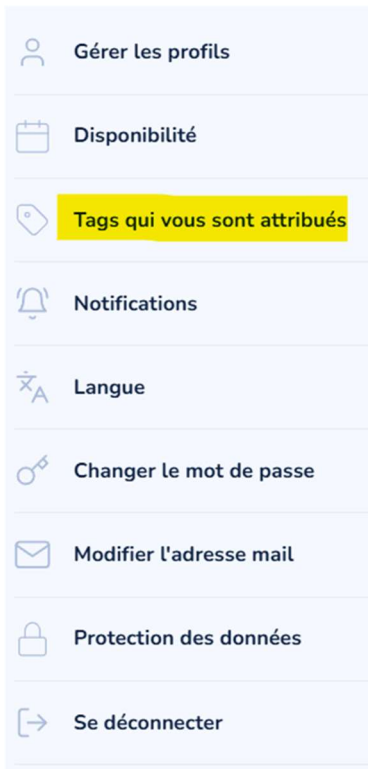 Gérer les profils
Disponibilité
Tags qui vous sont attribués
Notifications
Langue
Changer le mot de passe
Modifier l'adresse mail
Protection des données
Se déconnecter